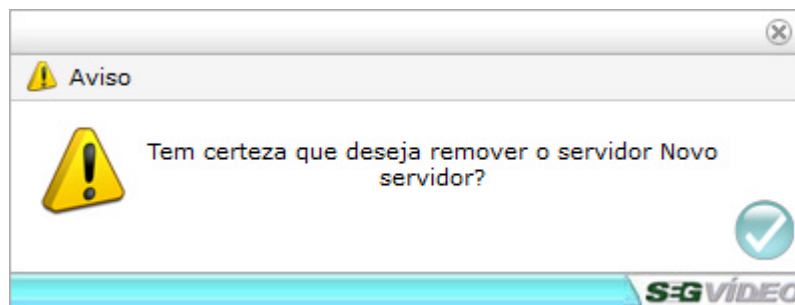 Aviso
Tem certeza que deseja remover o servidor Novo
servidor?
SEGVÍDEO